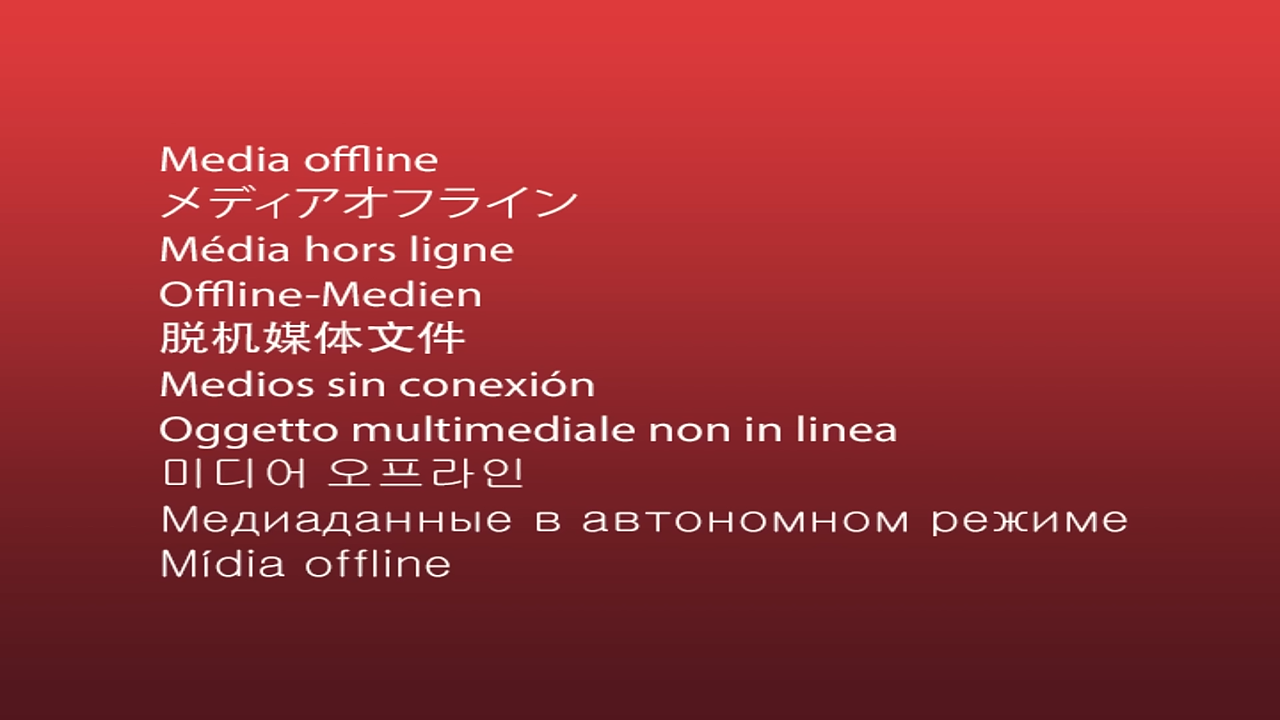 Media offline
メディアオフライン
Média hors ligne
Offline-Medien
脱机媒体文件
Medios sin conexión
Oggetto multimediale non in linea
미디어 오프라인
Медиаданные в автономном режиме
Mídia offline